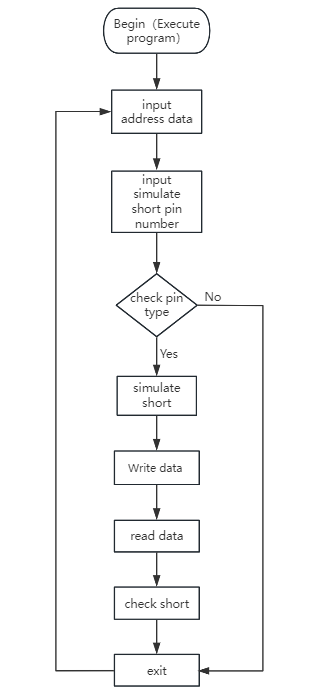 Begin（Execute
program）
input
address data
input
simulate
short pin
number
check pin
type
No
Yes
simulate
short
Write data
read data
check short
exit